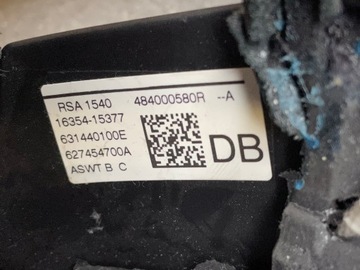 RSA 1540 484000580R --A
16354-15377
631440100E
627454700A DB
ASWT B C